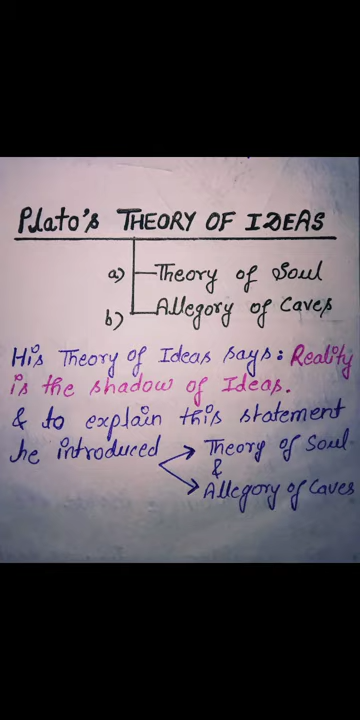 Plato's THEORY OF IDEAS
a) Theory of Soul
b) Allegory of Caves
His Theory of Ideas says: Reality
is the shadow of Ideas.
& to explain this statement
he introduced → Theory of Soul
&
→ Allegory of Caves